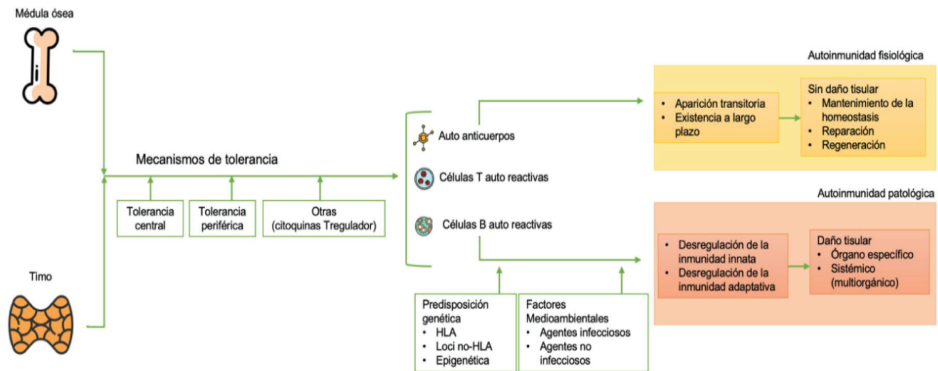 Médula ósea
Timo
Mecanismos de tolerancia
Tolerancia
central
Tolerancia
periférica
Otras
(citoquinas Tregulador)
Auto anticuerpos
Células T auto reactivas
Células B auto reactivas
Predisposición
genética
• HLA
• Loci no-HLA
• Epigenética
Factores
Medioambientales
• Agentes infecciosos
• Agentes no
infecciosos
Autoinmunidad fisiológica
• Aparición transitoria
• Existencia a largo
plazo
Sin daño tisular
• Mantenimiento de la
homeostasis
• Reparación
• Regeneración
Autoinmunidad patológica
• Desregulación de la
inmunidad innata
• Desregulación de la
inmunidad adaptativa
Daño tisular
• Órgano específico
• Sistémico
(multiorgánico)